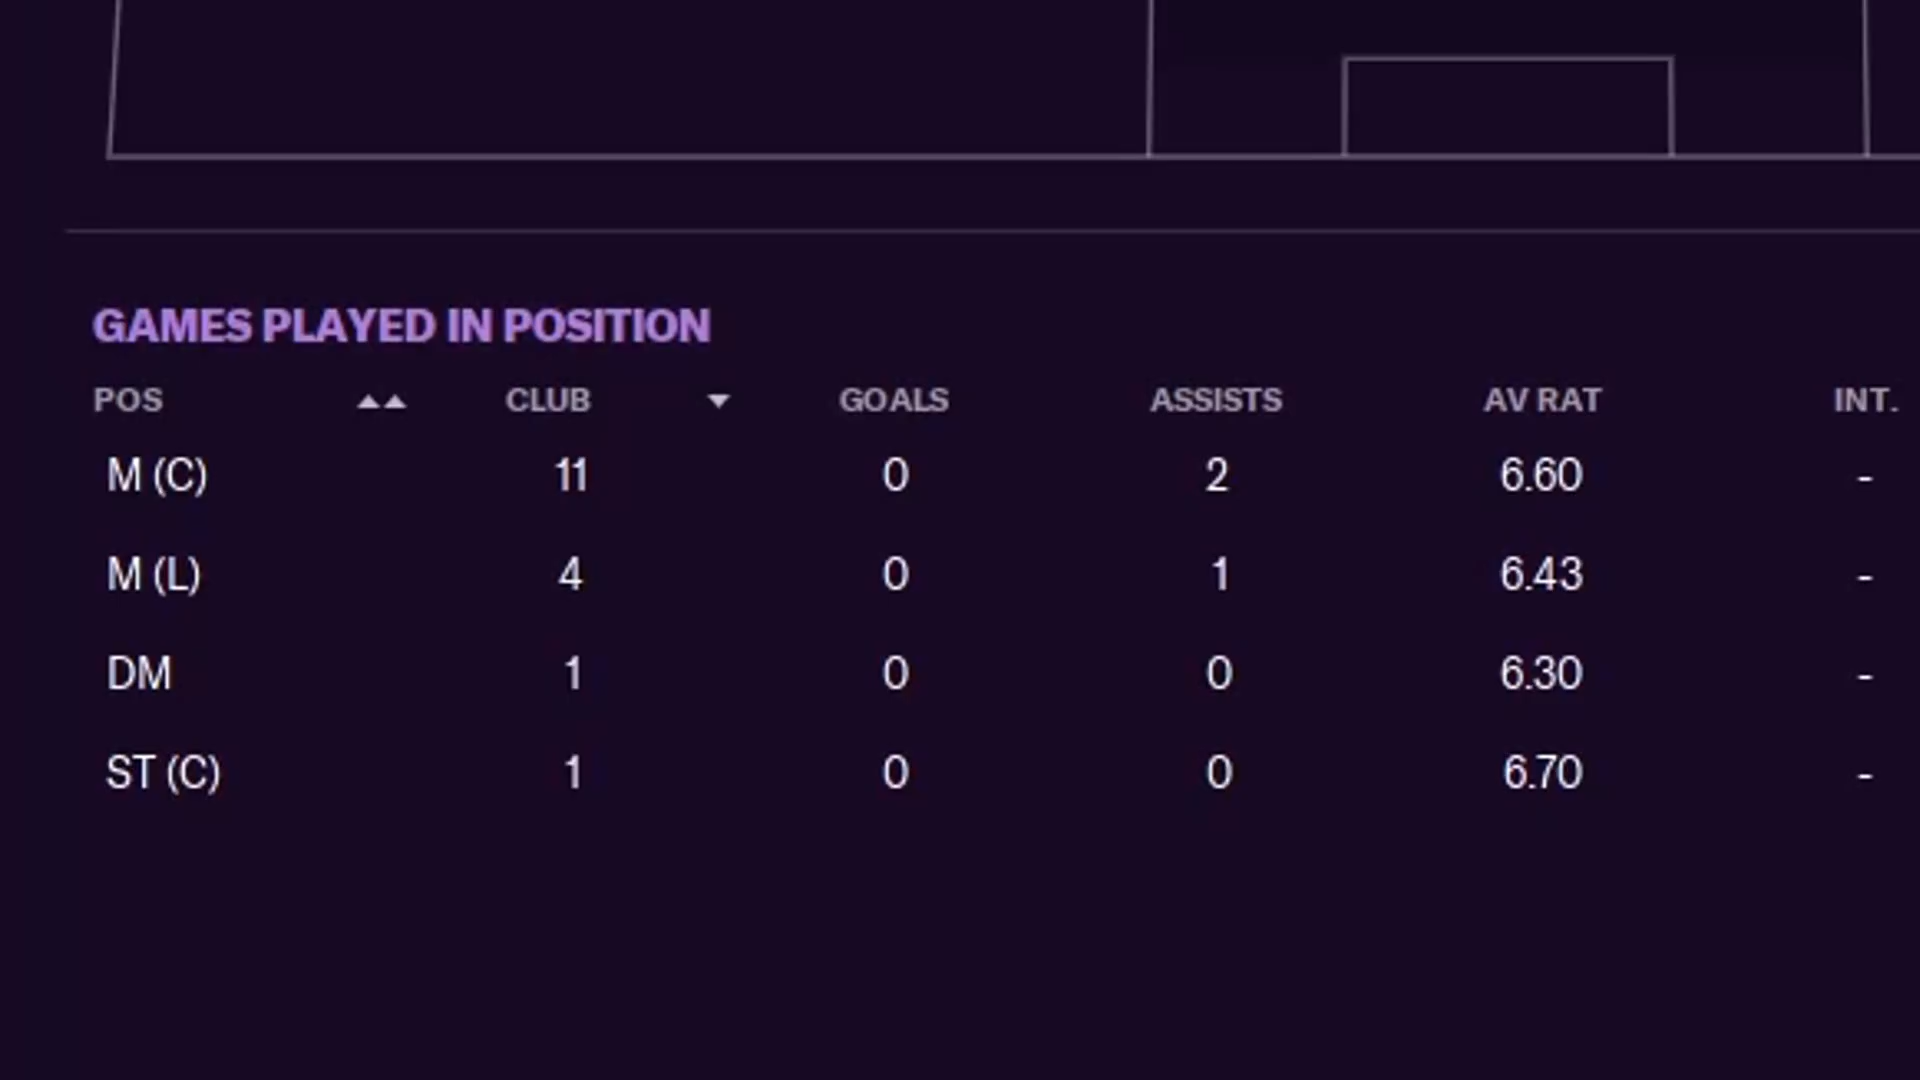 GAMES PLAYED IN POSITION
POS CLUB GOALS ASSISTS AV RAT INT.
M (C) 11 0 2 6.60 -
M (L) 4 0 1 6.43 -
DM 1 0 0 6.30 -
ST (C) 1 0 0 6.70 -